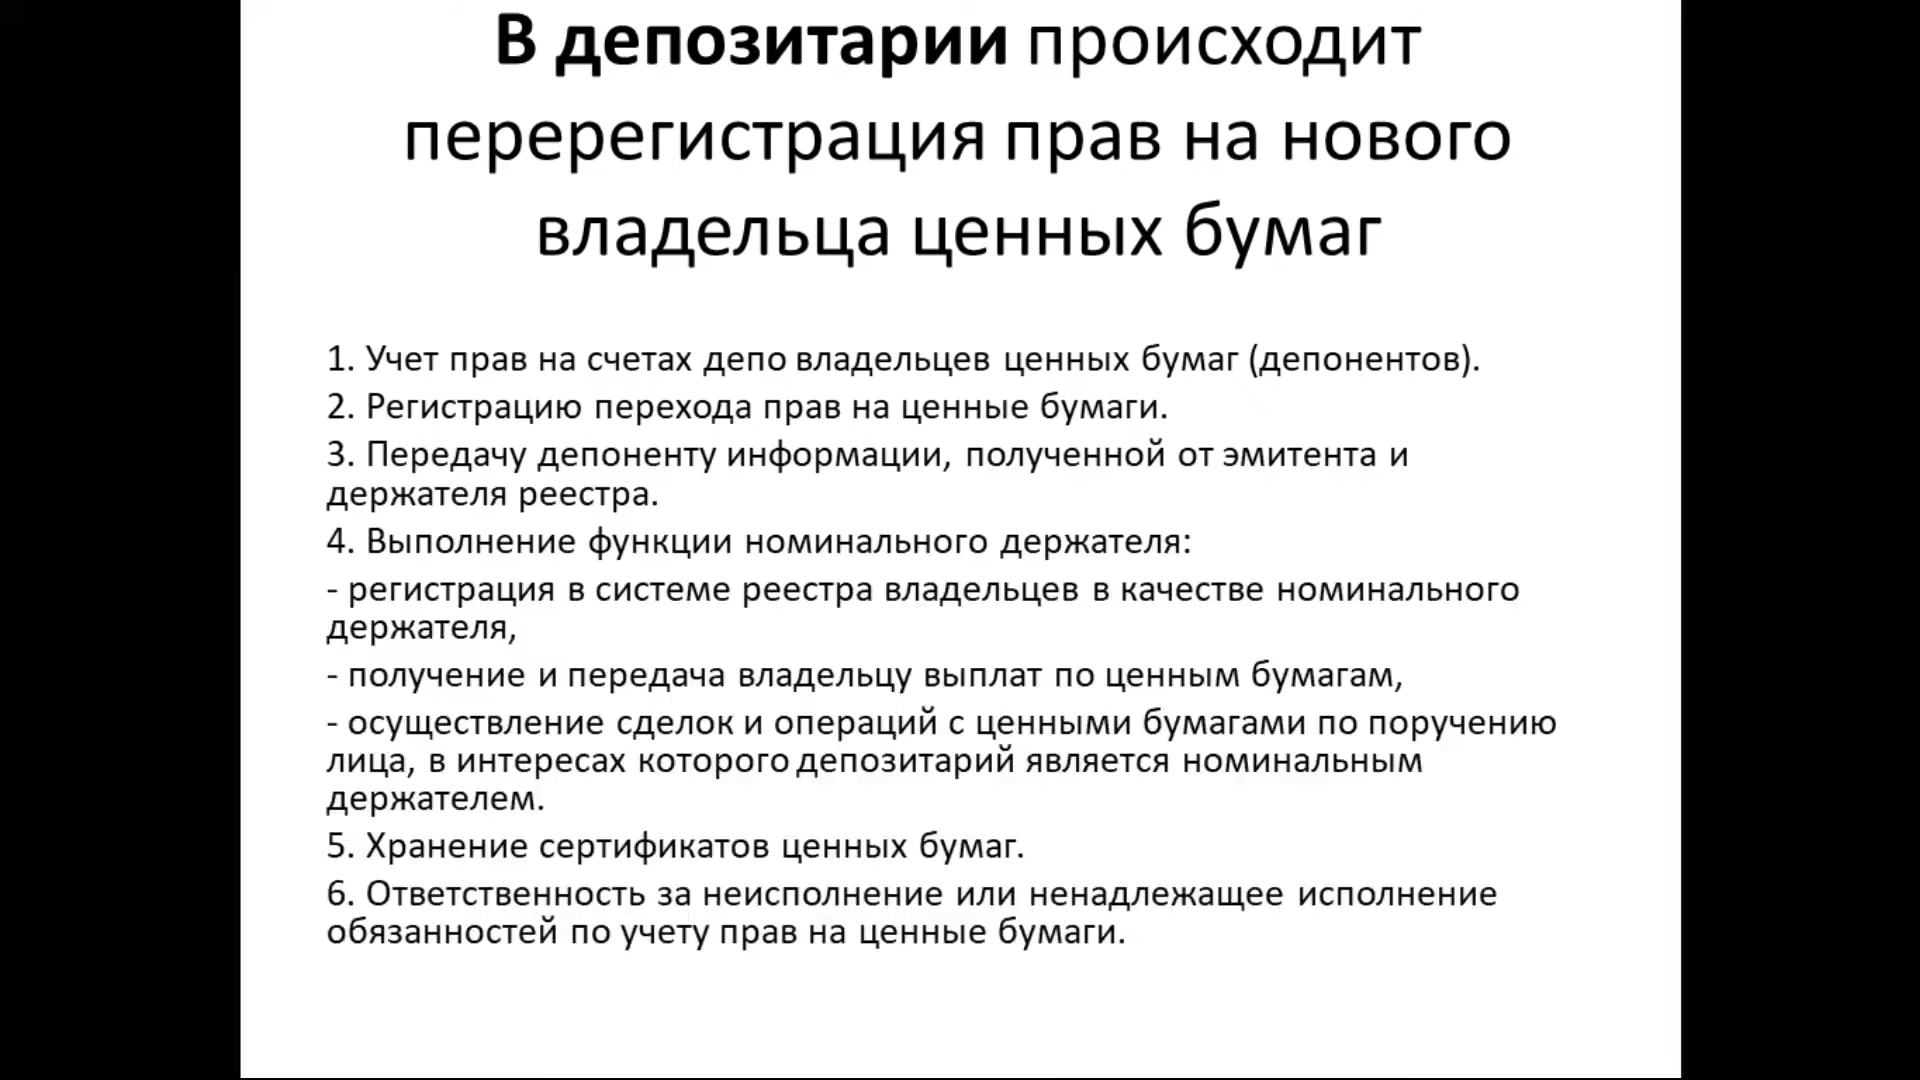 В депозитарии происходит
перерегистрация прав на нового
владельца ценных бумаг
1. Учет прав на счетах депо владельцев ценных бумаг (депонентов).
2. Регистрацию перехода прав на ценные бумаги.
3. Передачу депоненту информации, полученной от эмитента и
держателя реестра.
4. Выполнение функции номинального держателя:
- регистрация в системе реестра владельцев в качестве номинального
держателя,
- получение и передача владельцу выплат по ценным бумагам,
- осуществление сделок и операций с ценными бумагами по поручению
лица, в интересах которого депозитарий является номинальным
держателем.
5. Хранение сертификатов ценных бумаг.
6. Ответственность за неисполнение или ненадлежащее исполнение
обязанностей по учету прав на ценные бумаги.